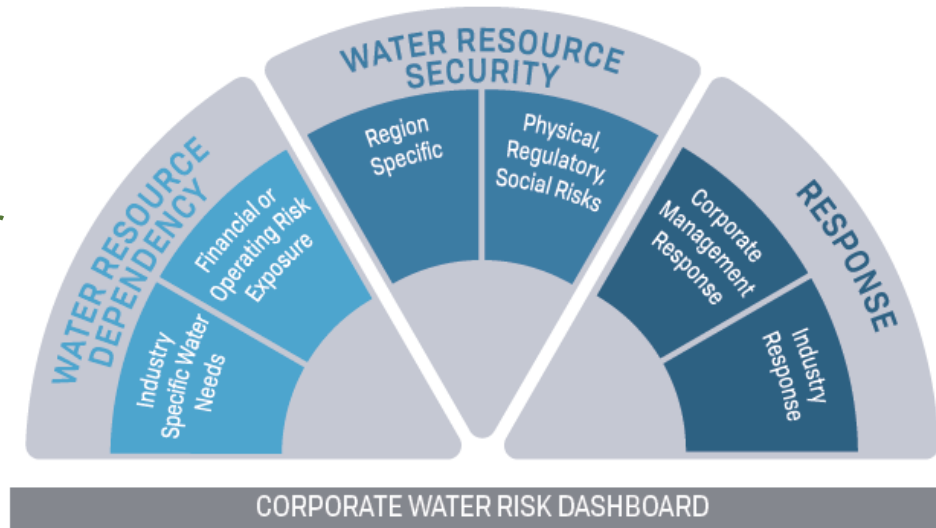 WATER RESOURCE
DEPENDENCY
Industry
Specific Water
Needs
Financial or
Operating Risk
Exposure
WATER RESOURCE
SECURITY
Region
Specific
Physical,
Regulatory,
Social Risks
RESPONSE
Corporate
Management
Response
Industry
Response
CORPORATE WATER RISK DASHBOARD